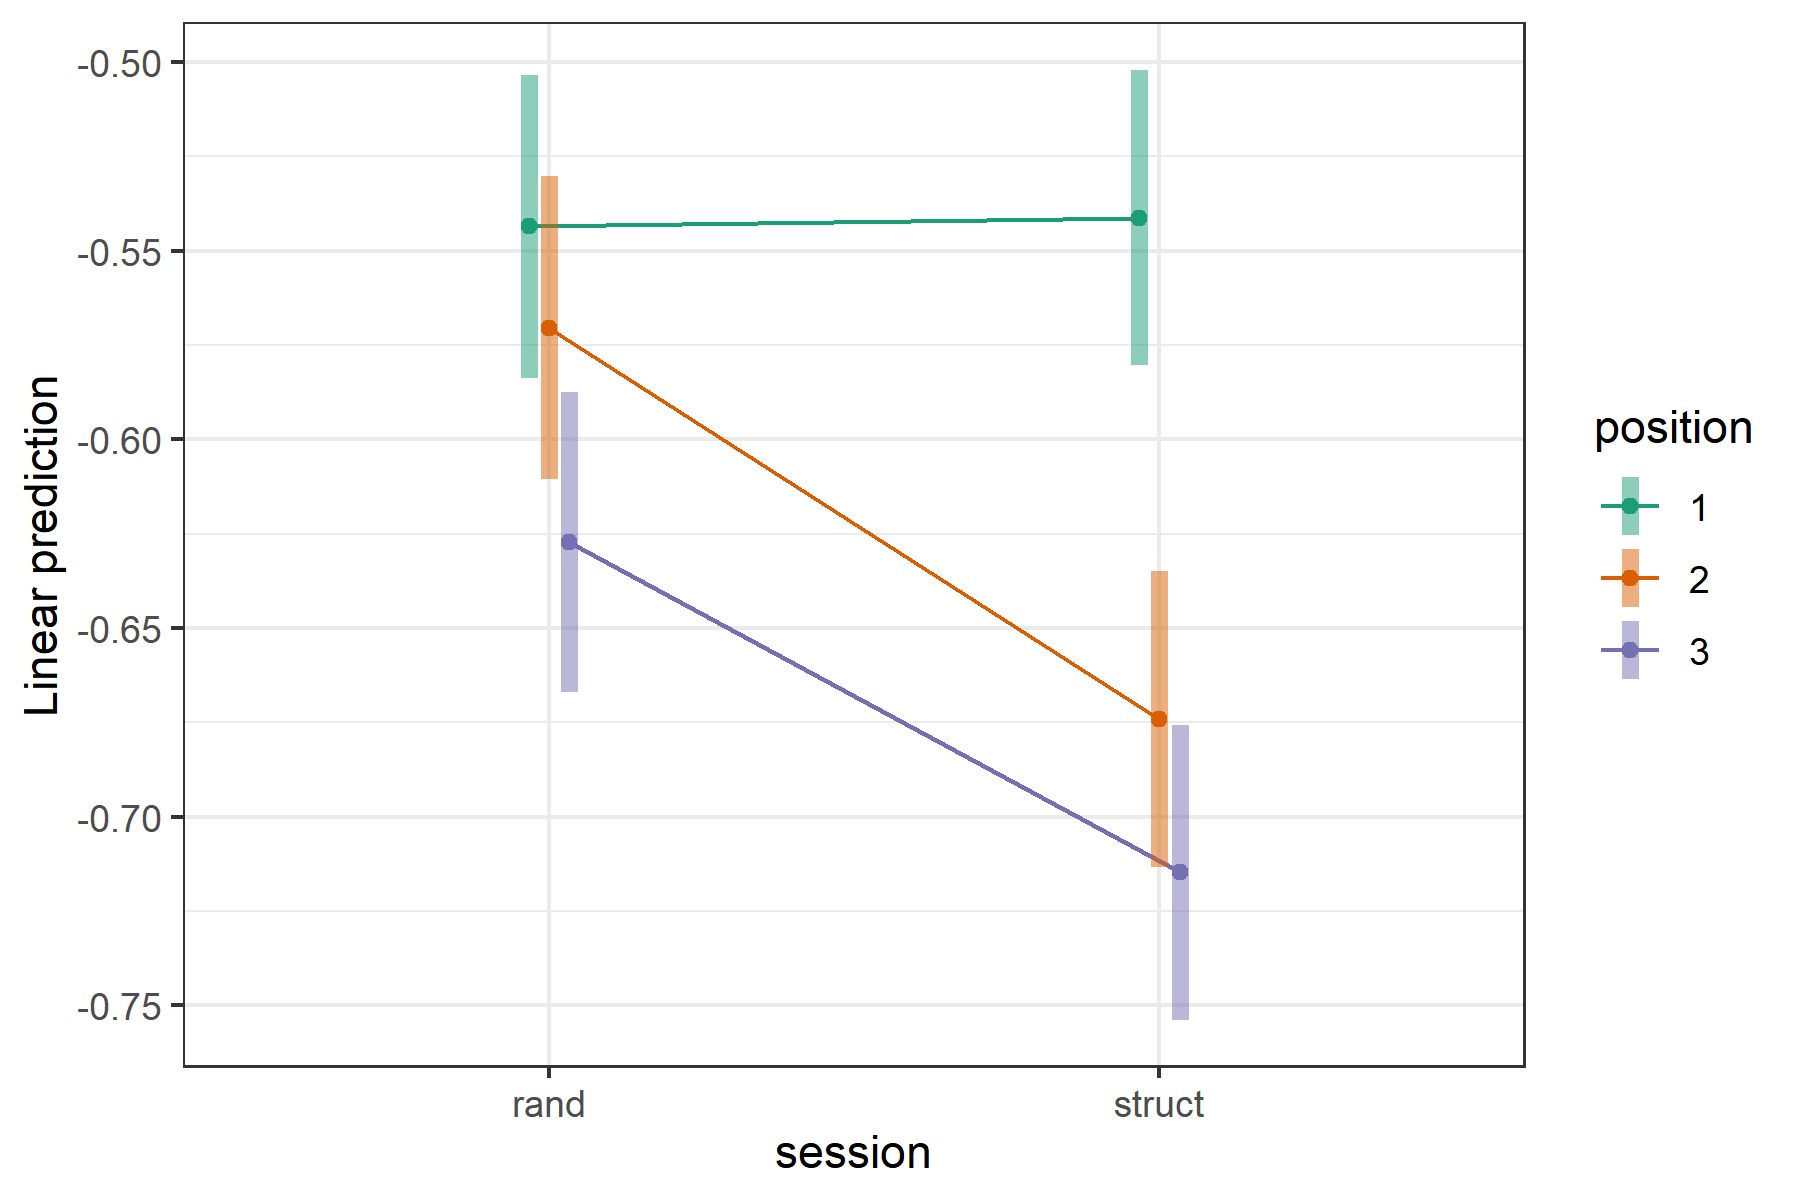 Linear prediction
-0.50
-0.55
-0.60
-0.65
-0.70
-0.75
rand
struct
session
position
1
2
3